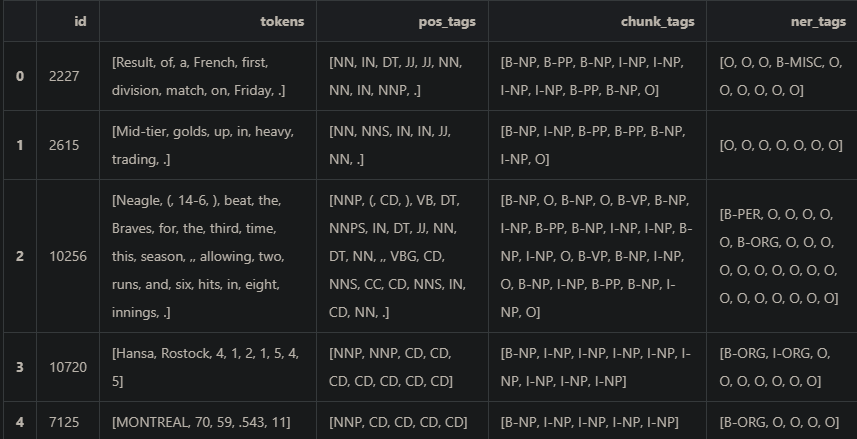 id tokens pos_tags chunk_tags ner_tags
0 2227 [Result, of, a, French, first, division, match, on, Friday, .] [NN, IN, DT, JJ, JJ, NN, NN, IN, NNP, .] [B-NP, B-PP, B-NP, I-NP, I-NP, I-NP, I-NP, B-PP, B-NP, O] [O, O, O, B-MISC, O, O, O, O, O, O]
1 2615 [Mid-tier, golds, up, in, heavy, trading, .] [NN, NNS, IN, IN, JJ, NN, .] [B-NP, I-NP, B-PP, B-PP, B-NP, I-NP, O] [O, O, O, O, O, O, O]
2 10256 [Neagle, (, 14-6, ), beat, the, Braves, for, the, third, time, this, season, ,, allowing, two, runs, and, six, hits, in, eight, innings, .] [NNP, (, CD, ), VB, DT, NNPS, IN, DT, JJ, NN, DT, NN, ,, VBG, CD, NNS, CC, CD, NNS, IN, CD, NN, .] [B-NP, O, B-NP, O, B-VP, B-NP, I-NP, B-PP, B-NP, I-NP, I-NP, B-NP, I-NP, O, B-VP, B-NP, I-NP, O, B-NP, I-NP, B-PP, B-NP, I-NP, O] [B-PER, O, O, O, O, O, B-ORG, O, O, O, O, O, O, O, O, O, O, O, O, O, O, O, O, O]
3 10720 [Hansa, Rostock, 4, 1, 2, 1, 5, 4, 5] [NNP, NNP, CD, CD, CD, CD, CD, CD, CD] [B-NP, I-NP, I-NP, I-NP, I-NP, I-NP, I-NP, I-NP, I-NP] [B-ORG, I-ORG, O, O, O, O, O, O, O]
4 7125 [MONTREAL, 70, 59, .543, 11] [NNP, CD, CD, CD, CD] [B-NP, I-NP, I-NP, I-NP, I-NP] [B-ORG, O, O, O, O]